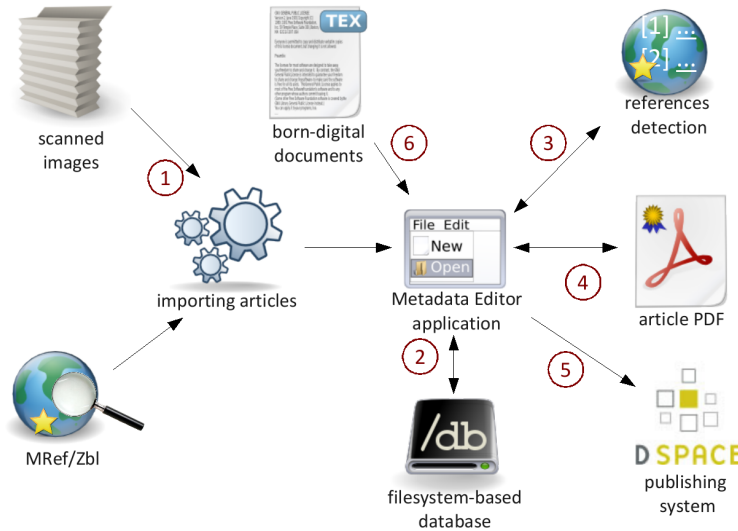 TEX
[1] ...
[2] ...
scanned
images
born-digital
documents
references
detection
1
6
3
File Edit
New
Open
importing articles
Metadata Editor
application
4
article PDF
2
5
MRef/Zbl
/db
filesystem-based
database
D SPACE
publishing
system